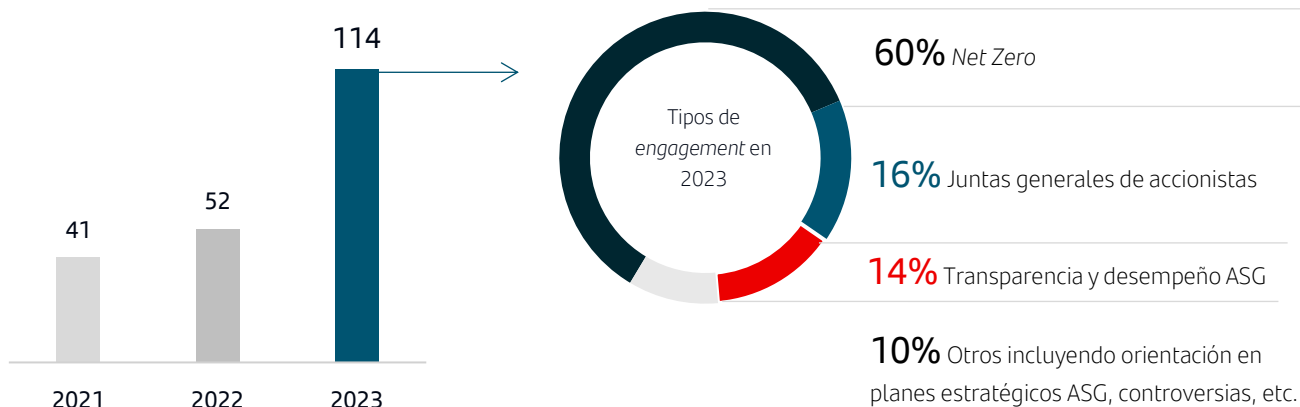 114
52
41
2021
2022
2023
Tipos de
engagement en
2023
60% Net Zero
16% Juntas generales de accionistas
14% Transparencia y desempeño ASG
10% Otros incluyendo orientación en
planes estratégicos ASG, controversias, etc.